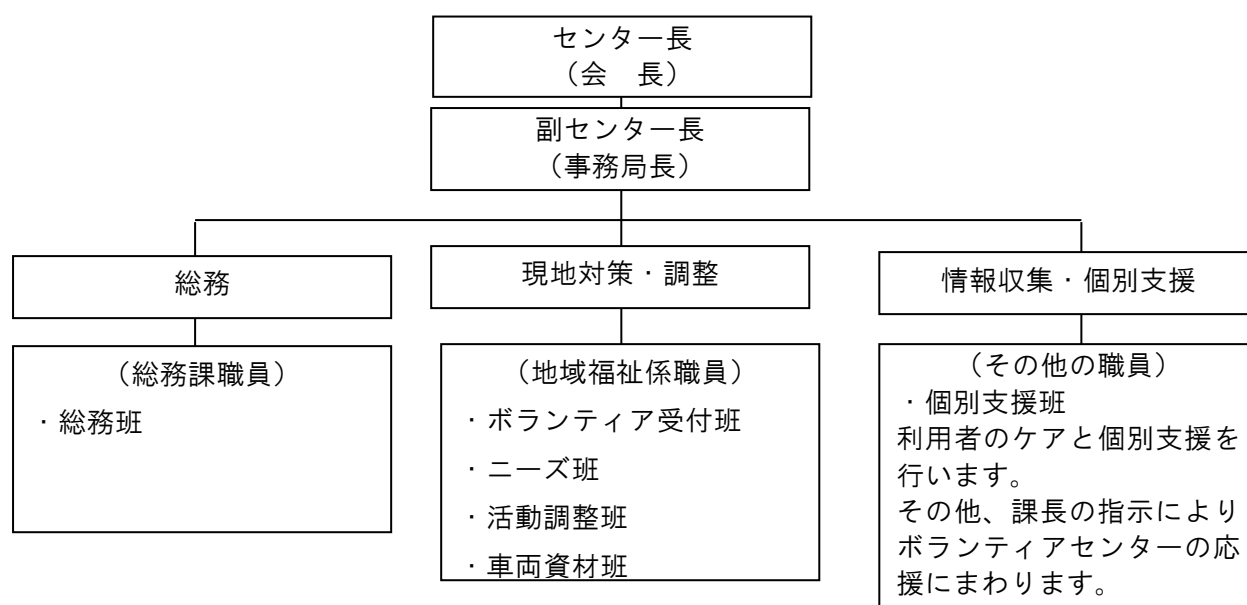 センター長
（会　長）
副センター長
（事務局長）
総務
現地対策・調整
情報収集・個別支援
（総務課職員）
・総務班
（地域福祉係職員）
・ボランティア受付班
・ニーズ班
・活動調整班
・車両資材班
（その他の職員）
・個別支援班
利用者のケアと個別支援を
行います。
その他、課長の指示により
ボランティアセンターの応
援にまわります。